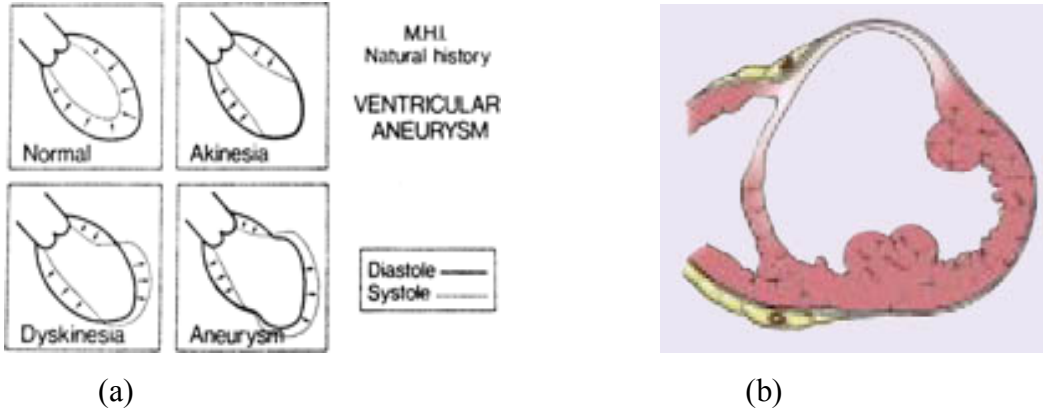 M.H.I.
Natural history
VENTRICULAR
ANEURYSM
Normal
Akinesia
Dyskinesia
Aneurysm
Diastole
Systole
(a)
(b)